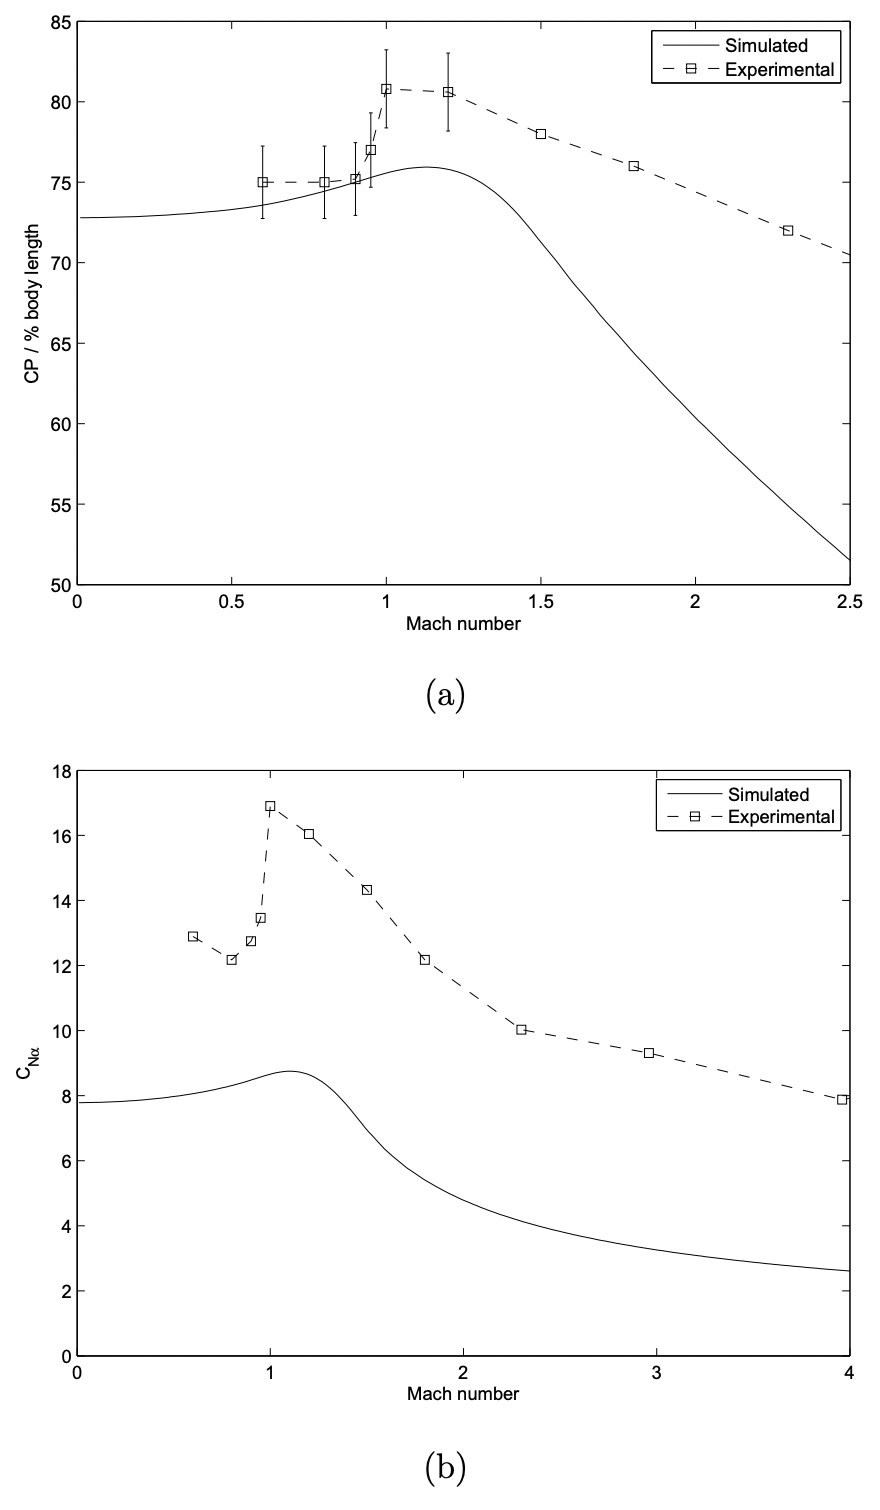 85
80
75
70
65
60
55
50
CP / % body length
Simulated
Experimental
0 0.5 1 1.5 2 2.5
Mach number
(a)
18
16
14
12
10
8
6
4
2
0
C_Nα
Simulated
Experimental
0 1 2 3 4
Mach number
(b)